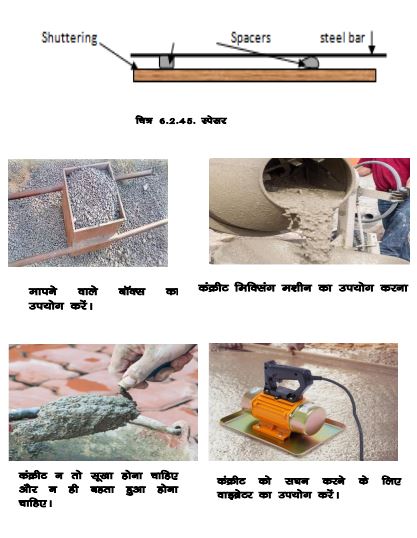 Shuttering Spacers steel bar
चित्र 6.2.45. स्पेसर
मापने वाले बॉक्स का
उपयोग करें।
कंक्रीट मिक्सिंग मशीन का उपयोग करना
कंक्रीट न तो सूखा होना चाहिए
और न ही बहता हुआ होना
चाहिए।
कंक्रीट को सघन करने के लिए
वाइब्रेटर का उपयोग करें।